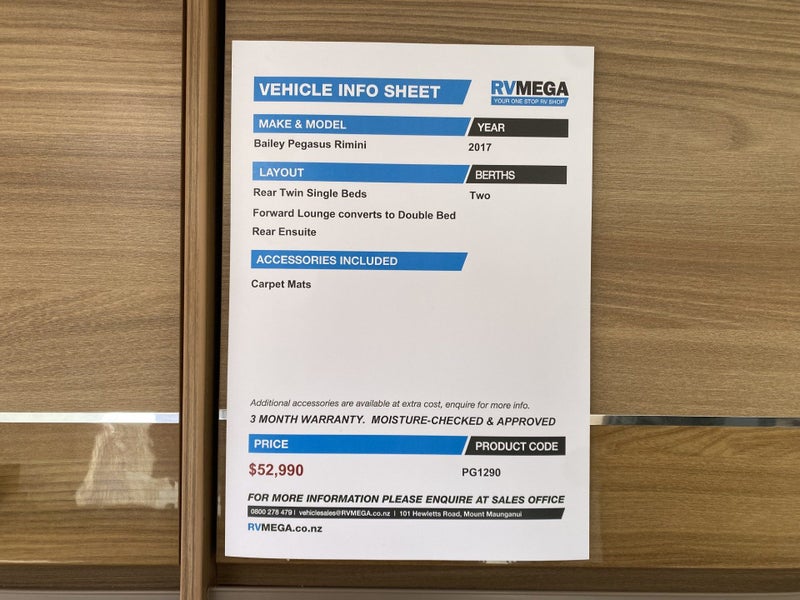 VEHICLE INFO SHEET
RVMEGA
YOUR ONE STOP RV SHOP
MAKE & MODEL YEAR
Bailey Pegasus Rimini 2017
LAYOUT BERTHS
Rear Twin Single Beds Two
Forward Lounge converts to Double Bed
Rear Ensuite
ACCESSORIES INCLUDED
Carpet Mats
Additional accessories are available at extra cost, enquire for more info.
3 MONTH WARRANTY. MOISTURE-CHECKED & APPROVED
PRICE PRODUCT CODE
$52,990 PG1290
FOR MORE INFORMATION PLEASE ENQUIRE AT SALES OFFICE
0800 278 479 | vehiclesales@RVMEGA.co.nz | 101 Hewletts Road, Mount Maunganui
RVMEGA.co.nz